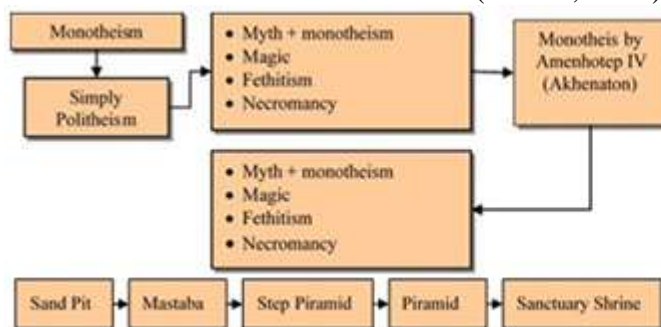 Monotheism
Simply
Politheism
• Myth + monotheism
• Magic
• Fethitism
• Necromancy
Monotheis by
Amenhotep IV
(Akhenaton)
• Myth + monotheism
• Magic
• Fethitism
• Necromancy
Sand Pit
Mastaba
Step Piramid
Piramid
Sanctuary Shrine